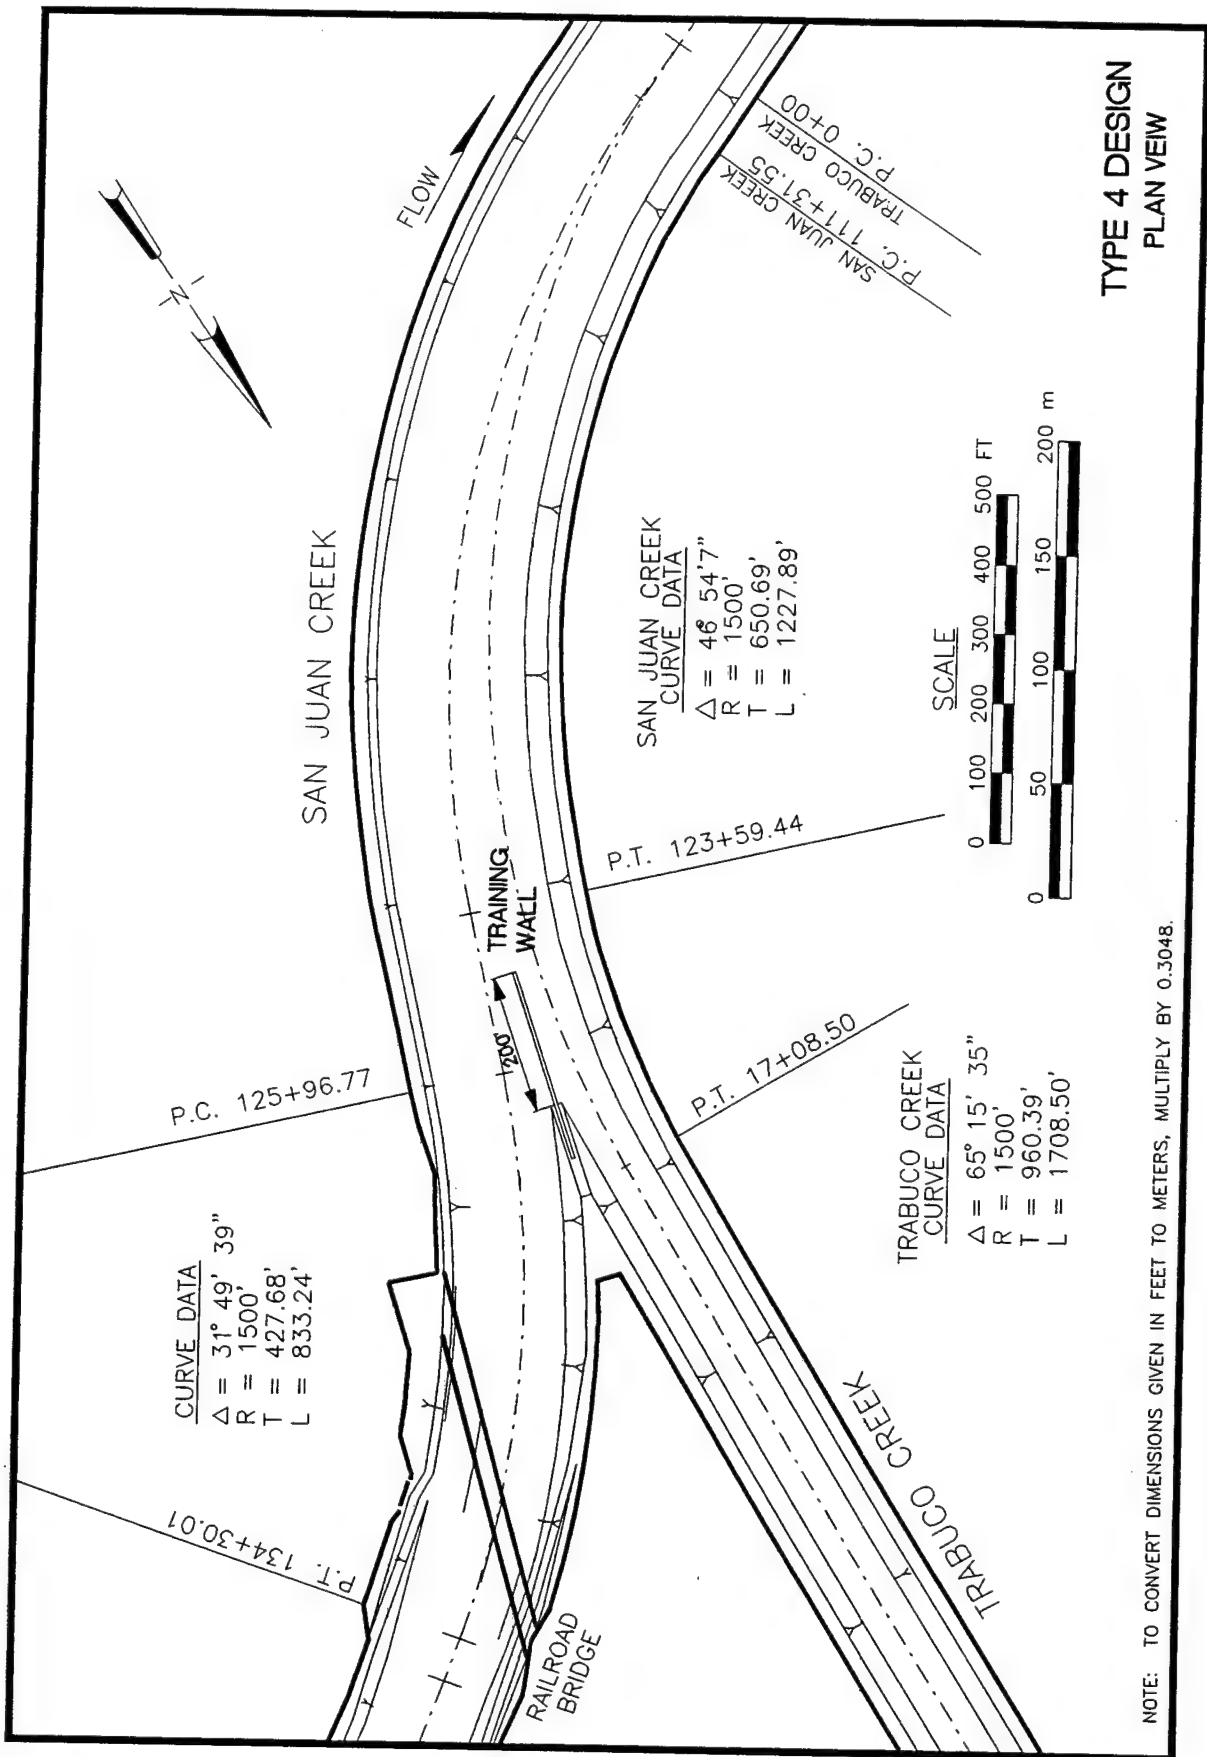 SAN JUAN CREEK
FLOW
N
P.C. 125+96.77
P.T. 134+30.01
CURVE DATA
Δ = 31° 49' 39"
R = 1500'
T = 427.68'
L = 833.24'
RAILROAD
BRIDGE
200'
TRAINING
WALL
P.T. 123+59.44
P.T. 17+08.50
SAN JUAN CREEK
CURVE DATA
Δ = 46° 54'7"
R = 1500'
T = 650.69'
L = 1227.89'
TRABUCO CREEK
P.C. 0+00
SAN JUAN CREEK
P.C. 111+31.55
TRABUCO CREEK
CURVE DATA
Δ = 65° 15' 35"
R = 1500'
T = 960.39'
L = 1708.50'
TRABUCO CREEK
SCALE
0 100 200 300 400 500 FT
0 50 100 150 200 m
TYPE 4 DESIGN
PLAN VEIW
NOTE: TO CONVERT DIMENSIONS GIVEN IN FEET TO METERS, MULTIPLY BY 0.3048.